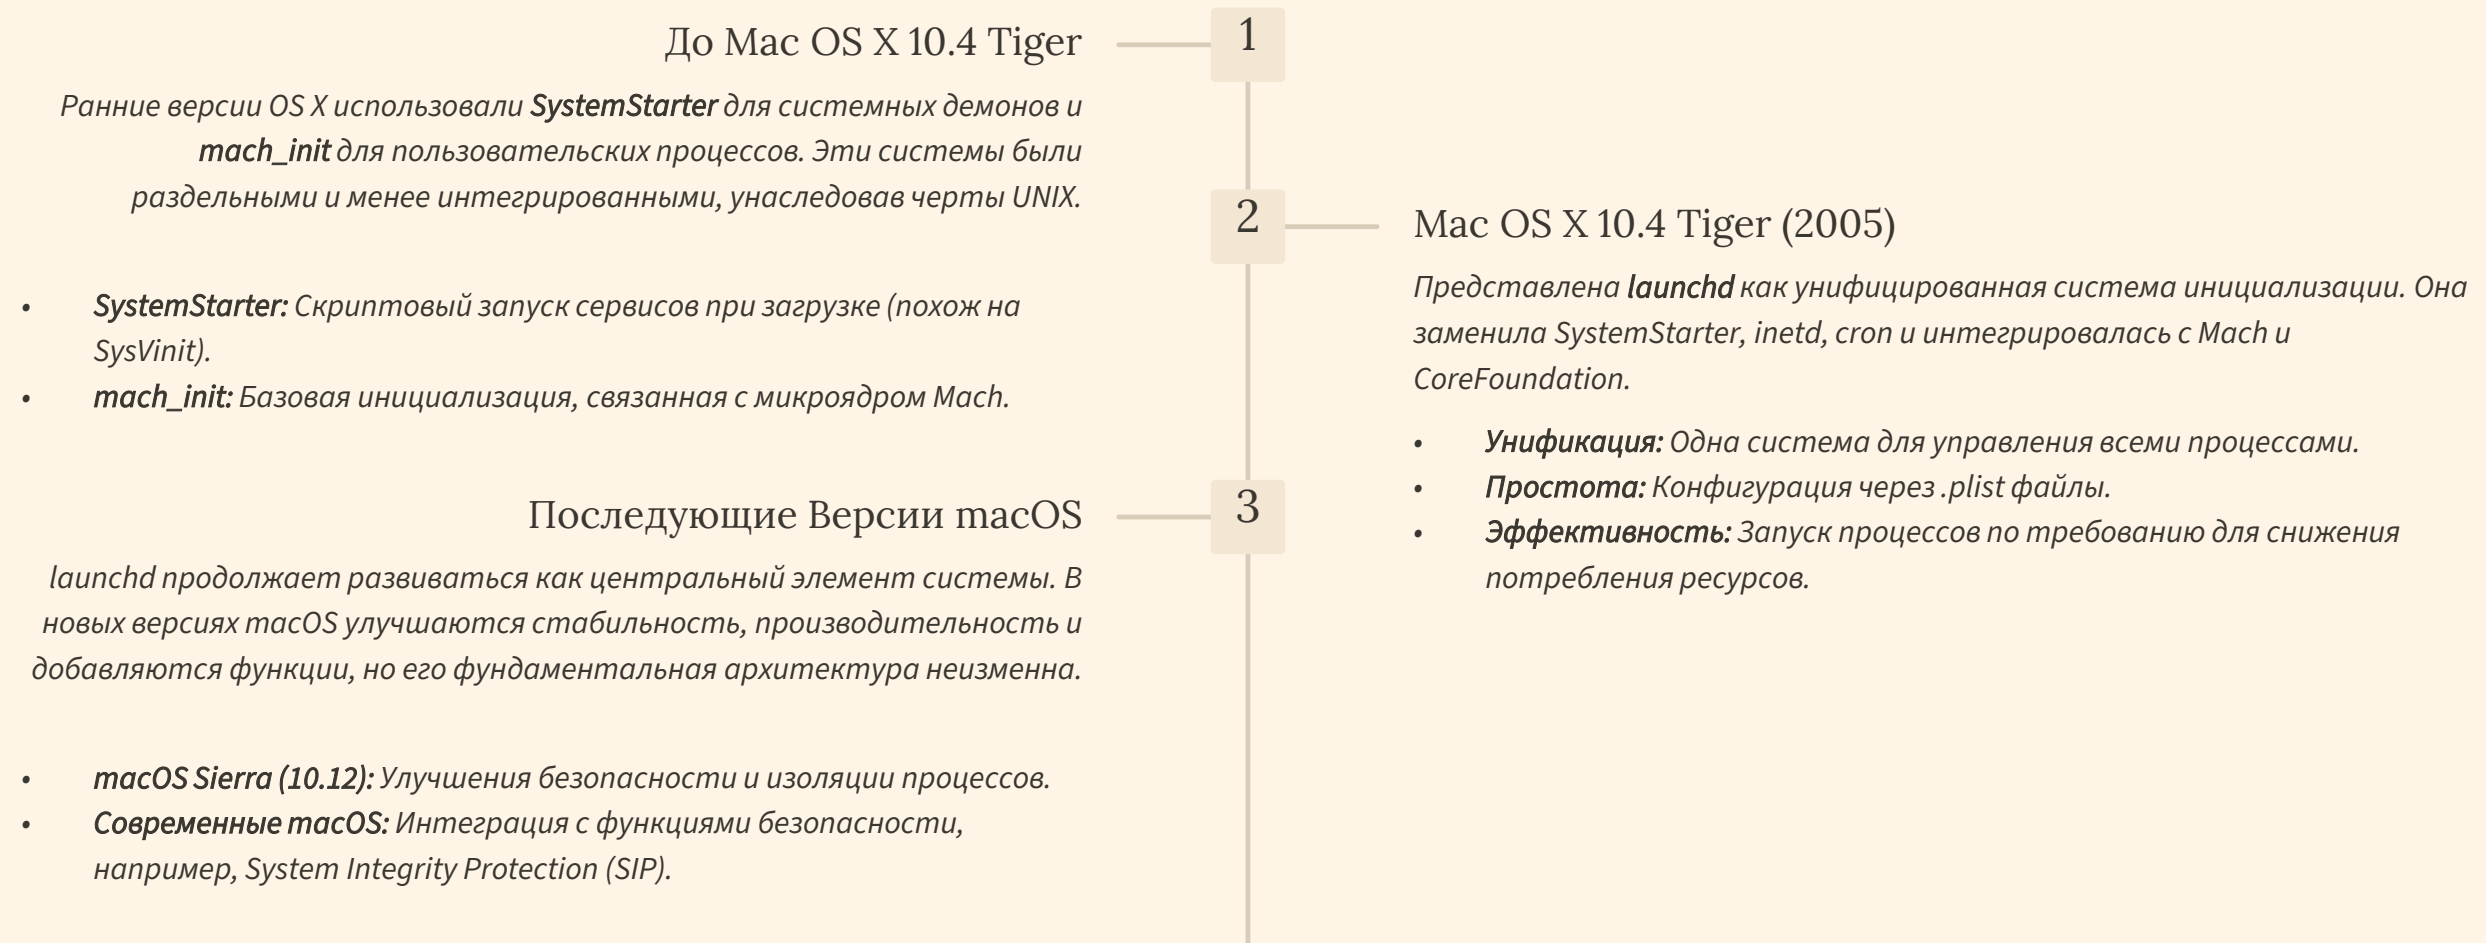 1
До Mac OS X 10.4 Tiger
Ранние версии OS X использовали SystemStarter для системных демонов и
mach_init для пользовательских процессов. Эти системы были
раздельными и менее интегрированными, унаследовав черты UNIX.
• SystemStarter: Скриптовый запуск сервисов при загрузке (похож на
SysVinit).
• mach_init: Базовая инициализация, связанная с микроядром Mach.
2
Mac OS X 10.4 Tiger (2005)
Представлена launchd как унифицированная система инициализации. Она
заменила SystemStarter, inetd, cron и интегрировалась с Mach и
CoreFoundation.
• Унификация: Одна система для управления всеми процессами.
• Простота: Конфигурация через .plist файлы.
• Эффективность: Запуск процессов по требованию для снижения
потребления ресурсов.
3
Последующие Версии macOS
launchd продолжает развиваться как центральный элемент системы. В
новых версиях macOS улучшаются стабильность, производительность и
добавляются функции, но его фундаментальная архитектура неизменна.
• macOS Sierra (10.12): Улучшения безопасности и изоляции процессов.
• Современные macOS: Интеграция с функциями безопасности,
например, System Integrity Protection (SIP).